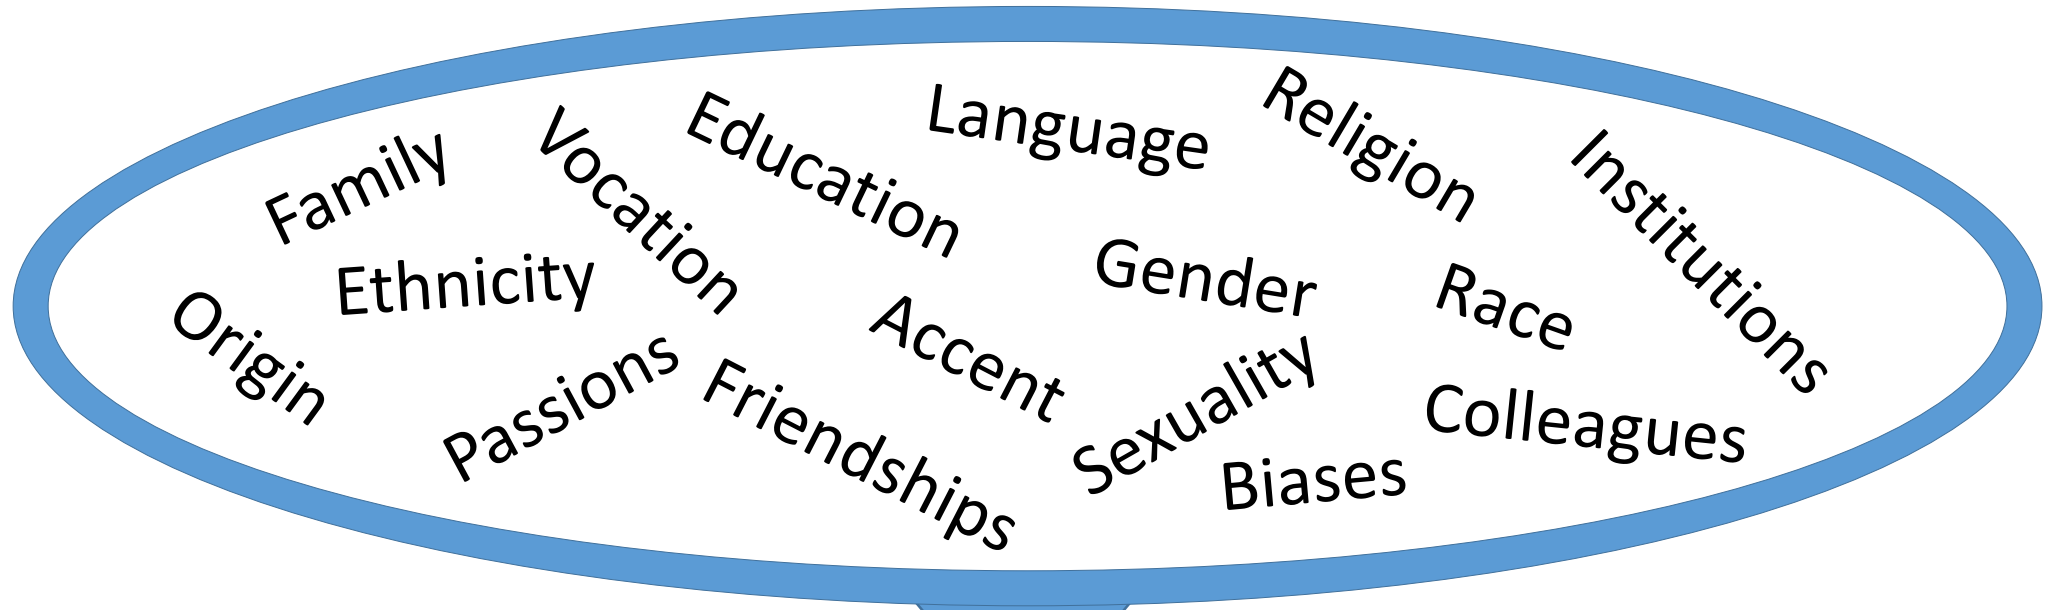 Family
Vocation
Education
Language
Religion
Institutions
Ethnicity
Gender
Race
Origin
Accent
Passions
Friendships
Sexuality
Colleagues
Biases